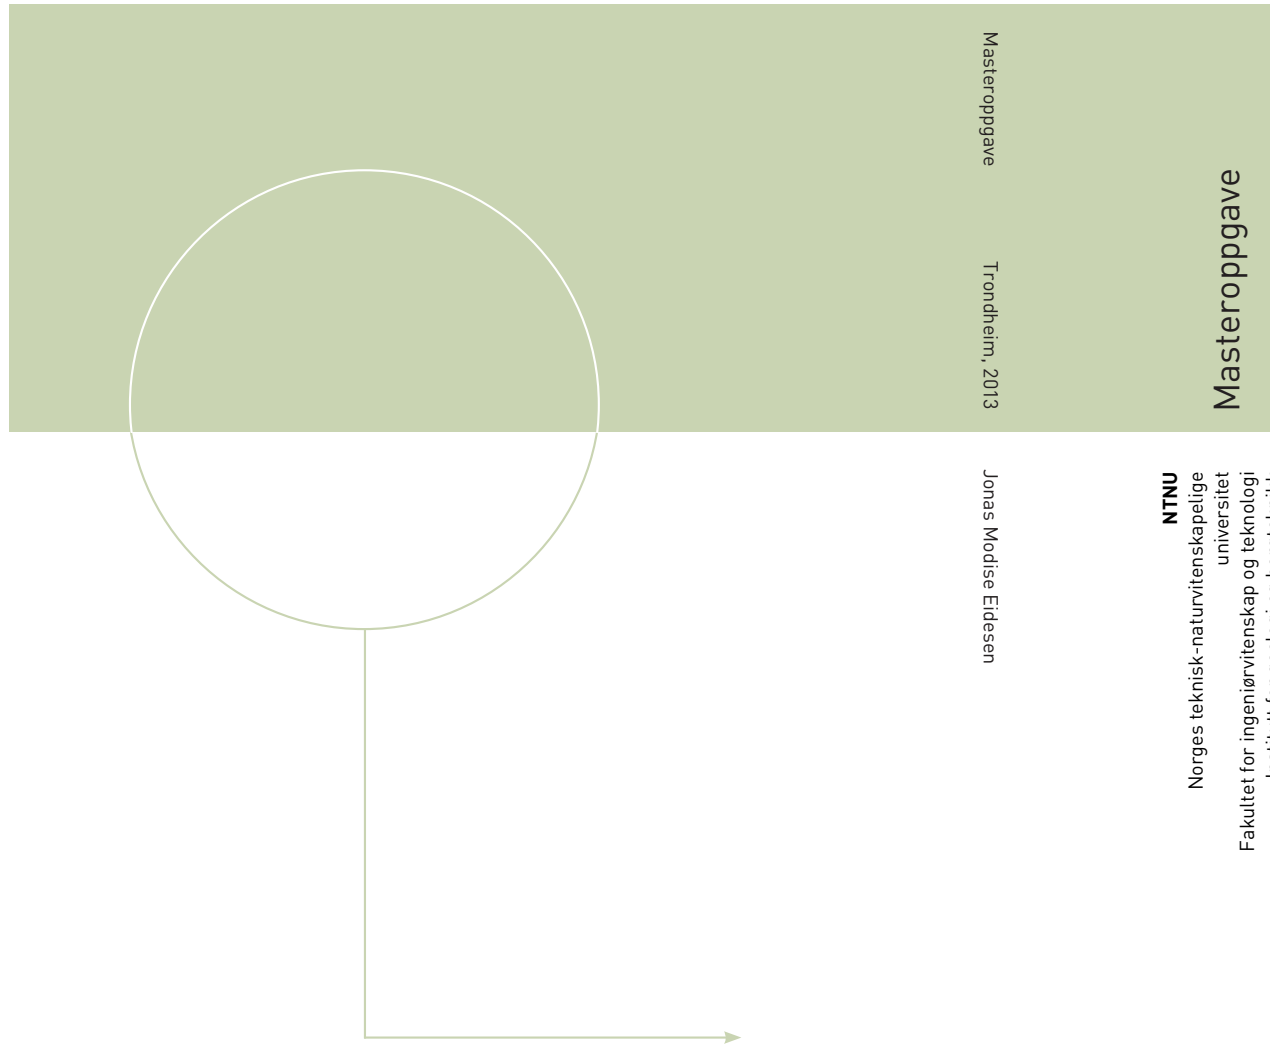 Masteroppgave
Trondheim, 2013
Jonas Modise Eidesen
Masteroppgave
NTNU
Norges teknisk-naturvitenskapelige
universitet
Fakultet for ingeniørvitenskap og teknologi